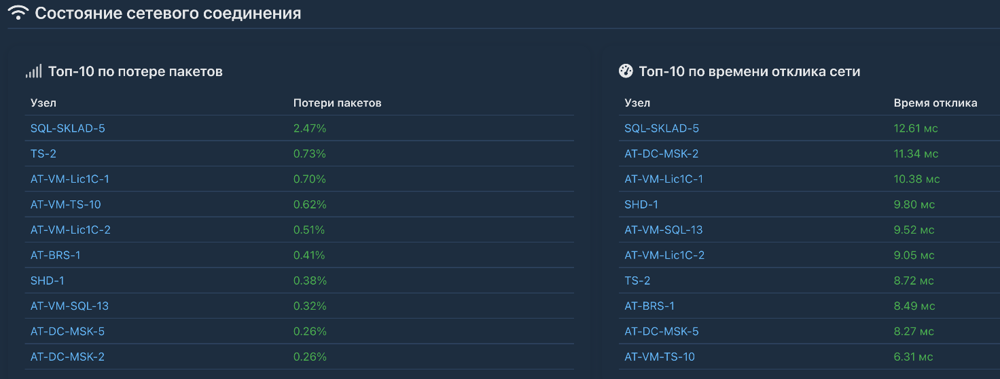 Состояние сетевого соединения
Топ-10 по потере пакетов
Узел Потери пакетов
SQL-SKLAD-5 2.47%
TS-2 0.73%
AT-VM-Lic1C-1 0.70%
AT-VM-TS-10 0.62%
AT-VM-Lic1C-2 0.51%
AT-BRS-1 0.41%
SHD-1 0.38%
AT-VM-SQL-13 0.32%
AT-DC-MSK-5 0.26%
AT-DC-MSK-2 0.26%
Топ-10 по времени отклика сети
Узел Время отклика
SQL-SKLAD-5 12.61 мс
AT-DC-MSK-2 11.34 мс
AT-VM-Lic1C-1 10.38 мс
SHD-1 9.80 мс
AT-VM-SQL-13 9.52 мс
AT-VM-Lic1C-2 9.05 мс
TS-2 8.72 мс
AT-BRS-1 8.49 мс
AT-DC-MSK-5 8.27 мс
AT-VM-TS-10 6.31 мс